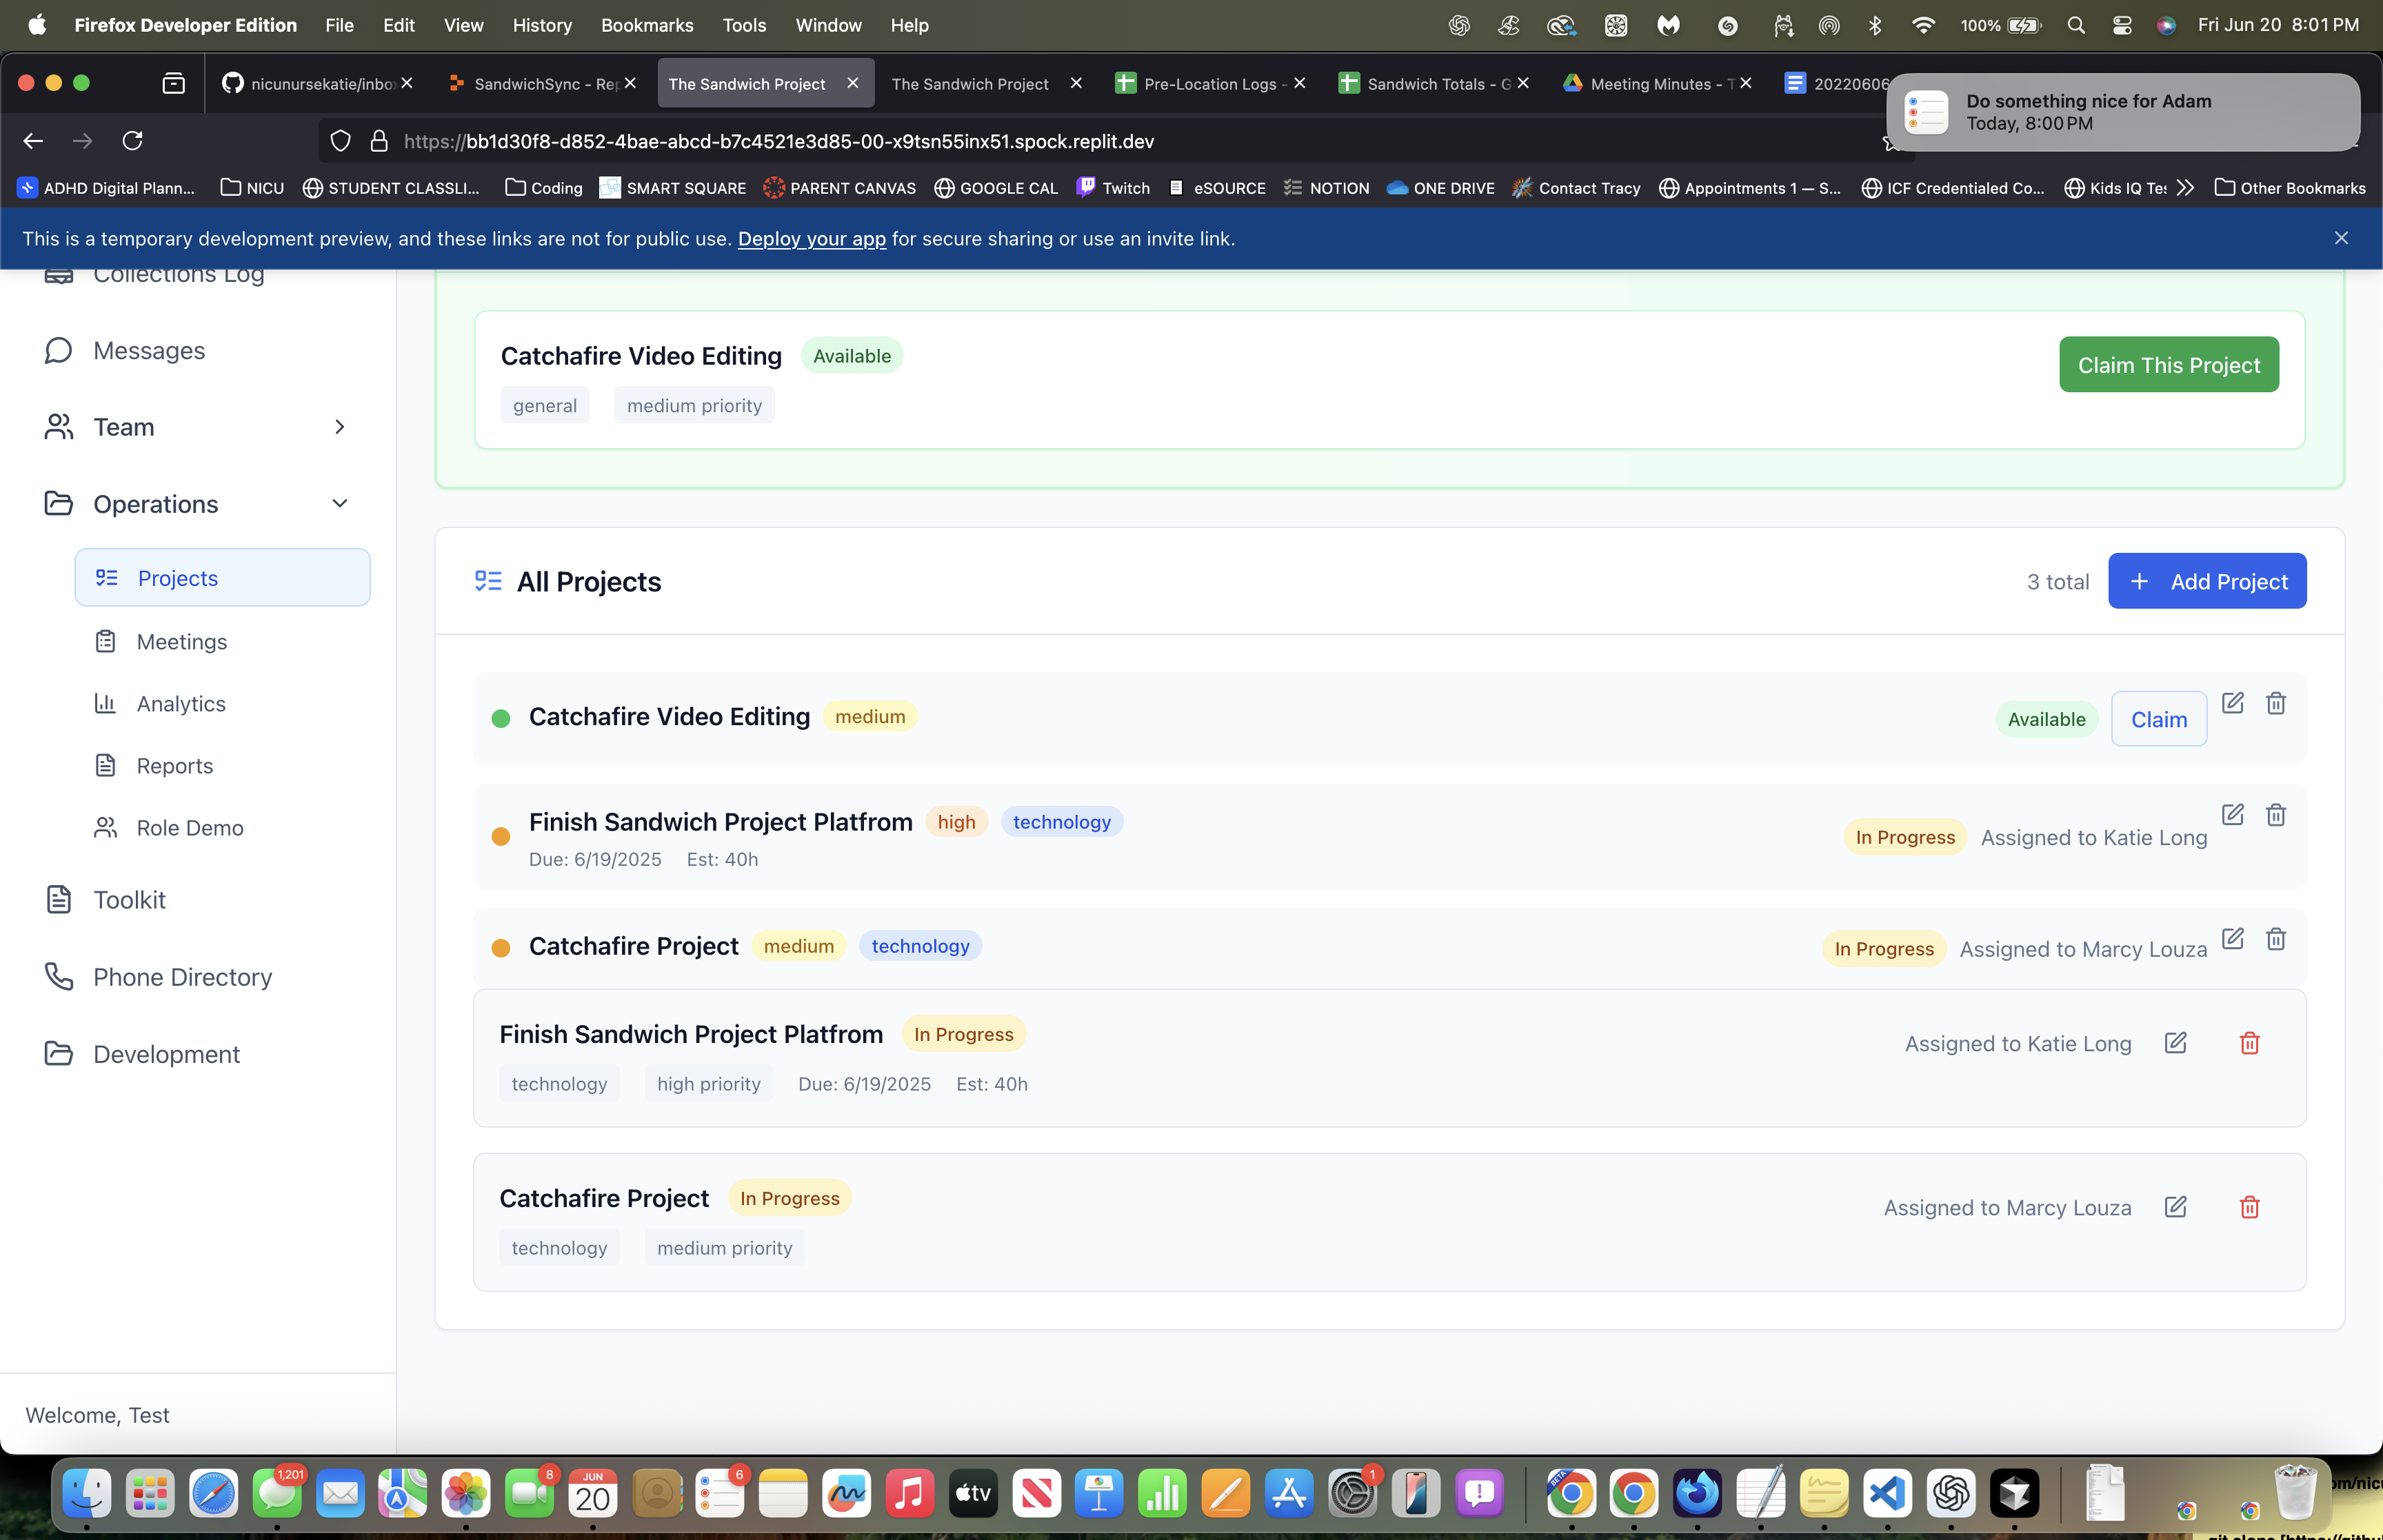 Firefox Developer Edition File Edit View History Bookmarks Tools Window Help 100% Fri Jun 20 8:01 PM
nicunursekatie/inbo SandwichSync - Rep The Sandwich Project The Sandwich Project Pre-Location Logs - Sandwich Totals - G Meeting Minutes - T 20220606
Do something nice for Adam
Today, 8:00 PM
https://bb1d30f8-d852-4bae-abcd-b7c4521e3d85-00-x9tsn55inx51.spock.replit.dev
ADHD Digital Plann... NICU STUDENT CLASSLI... Coding SMART SQUARE PARENT CANVAS GOOGLE CAL Twitch eSOURCE NOTION ONE DRIVE Contact Tracy Appointments 1 — S... ICF Credentialed Co... Kids IQ Tes Other Bookmarks
This is a temporary development preview, and these links are not for public use. Deploy your app for secure sharing or use an invite link.
Collections Log
Messages
Team
Operations
Projects
Meetings
Analytics
Reports
Role Demo
Toolkit
Phone Directory
Development
Welcome, Test
Catchafire Video Editing Available
general medium priority
Claim This Project
All Projects
3 total + Add Project
Catchafire Video Editing medium
Available Claim
Finish Sandwich Project Platfrom high technology
Due: 6/19/2025 Est: 40h
In Progress Assigned to Katie Long
Catchafire Project medium technology
In Progress Assigned to Marcy Louza
Finish Sandwich Project Platfrom In Progress
technology high priority Due: 6/19/2025 Est: 40h
Assigned to Katie Long
Catchafire Project In Progress
technology medium priority
Assigned to Marcy Louza
1,201 8 JUN 20 6 tv 1 BETA
om/nicu